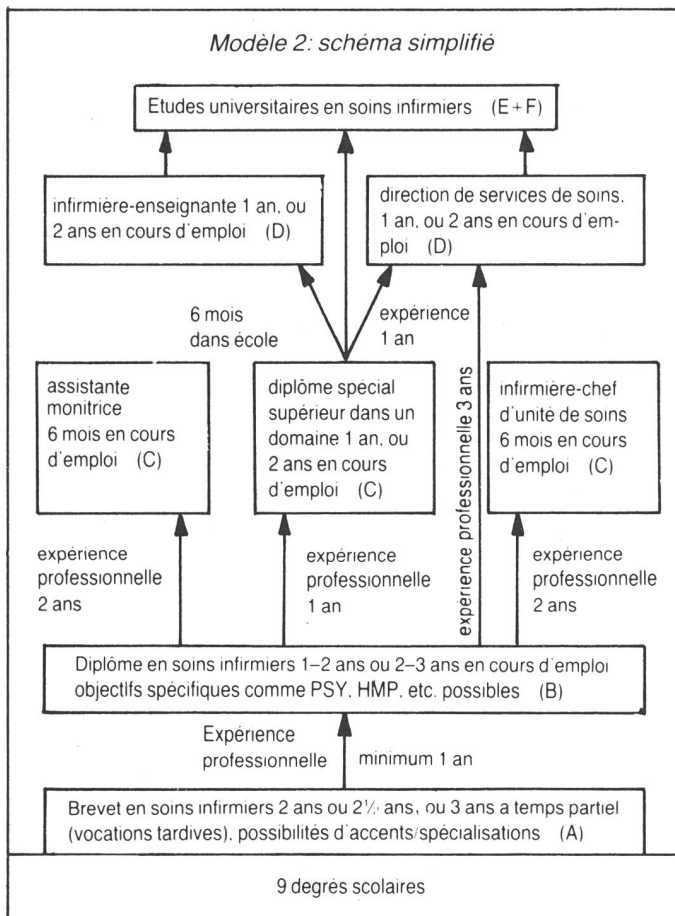 Modèle 2: schéma simplifié
Etudes universitaires en soins infirmiers (E+F)
infirmière-enseignante 1 an, ou
2 ans en cours d'emploi (D)
direction de services de soins,
1 an, ou 2 ans en cours d'em-
ploi (D)
6 mois
dans école
expérience
1 an
assistante
monitrice
6 mois en cours
d'emploi (C)
diplôme spécial
supérieur dans un
domaine 1 an, ou
2 ans en cours
d'emploi (C)
expérience professionnelle 3 ans
infirmière-chef
d'unité de soins
6 mois en cours
d'emploi (C)
expérience
professionnelle
2 ans
expérience
professionnelle
1 an
expérience
professionnelle
2 ans
Diplôme en soins infirmiers 1–2 ans ou 2–3 ans en cours d'emploi
objectifs spécifiques comme PSY, HMP, etc. possibles (B)
Expérience
professionnelle
minimum 1 an
Brevet en soins infirmiers 2 ans ou 2½ ans, ou 3 ans a temps partiel
(vocations tardives), possibilités d'accents/spécialisations (A)
9 degrés scolaires